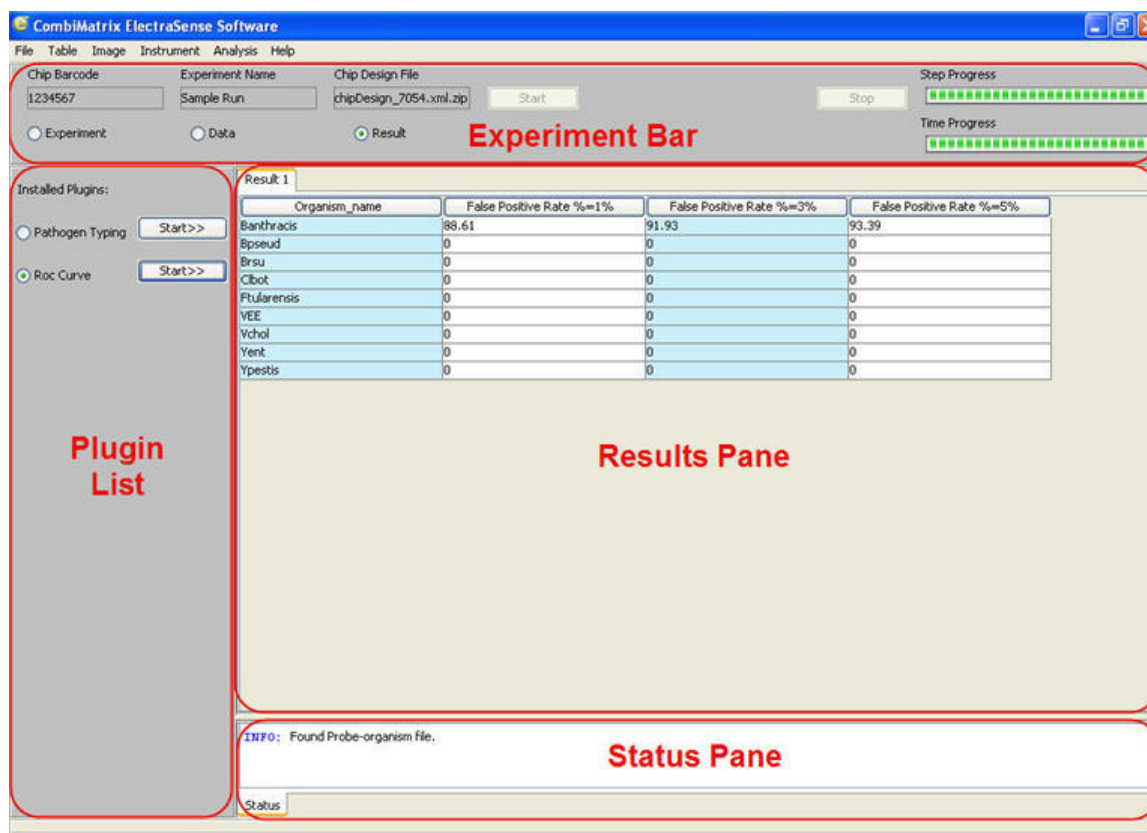 CombiMatrix ElectraSense Software
File Table Image Instrument Analysis Help
Chip Barcode Experiment Name Chip Design File Step Progress
1234567 Sample Run chipDesign_7054.xml.zip Start Stop
Time Progress
Experiment Data Result
Experiment Bar
Installed Plugins:
Pathogen Typing Start>>
Roc Curve Start>>
Plugin
List
Result 1
Organism_name False Positive Rate %=1% False Positive Rate %=3% False Positive Rate %=5%
Banthracis 88.61 91.93 93.39
Bpseud 0 0 0
Brsu 0 0 0
Clbot 0 0 0
Ftularensis 0 0 0
VEE 0 0 0
Vchol 0 0 0
Yent 0 0 0
Ypestis 0 0 0
Results Pane
INFO: Found Probe-organism file.
Status Pane
Status